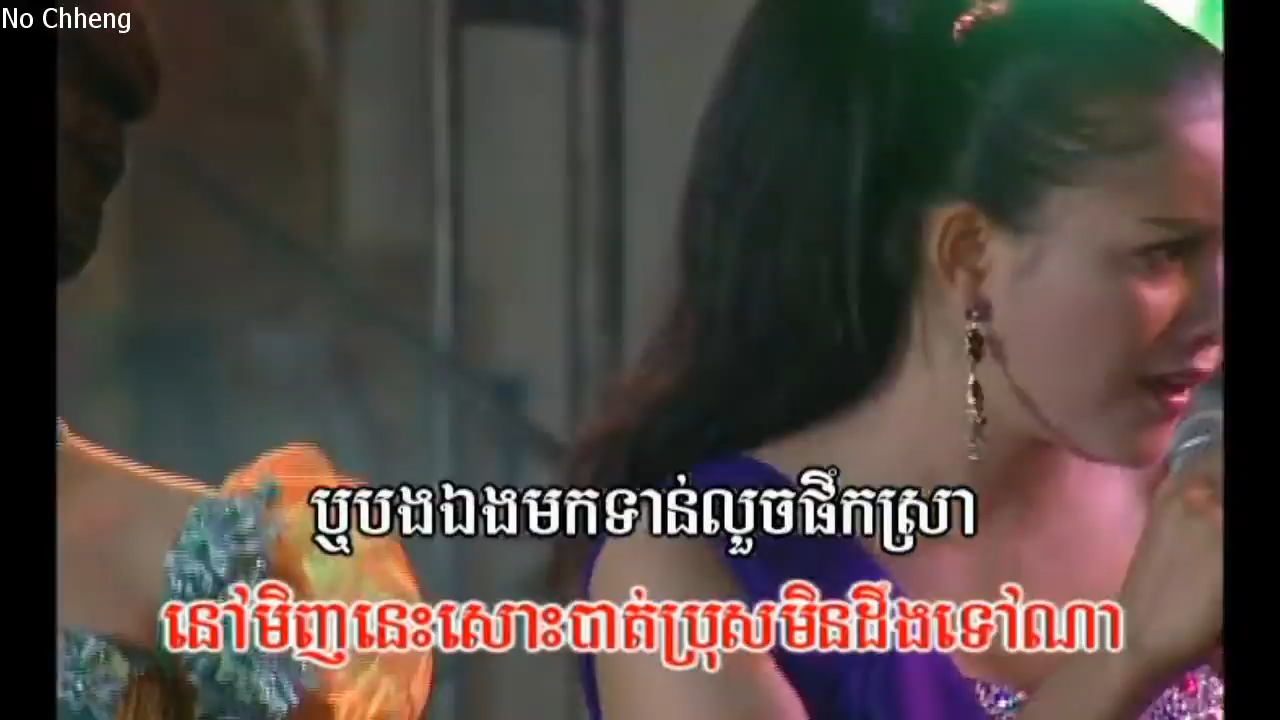 No Chheng
ឬបងឯងមកទាន់លួចផឹកស្រា
នៅមិញនេះសោះបាត់ប្រុសមិនដឹងទៅណា